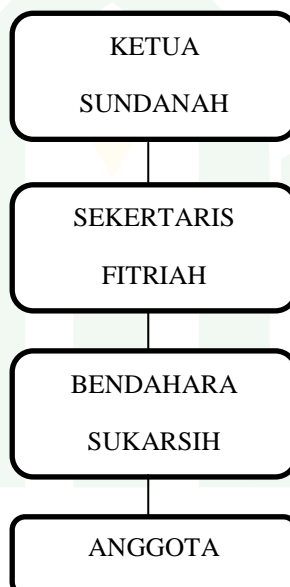 KETUA
SUNDANAH
SEKERTARIS
FITRIAH
BENDAHARA
SUKARSIH
ANGGOTA